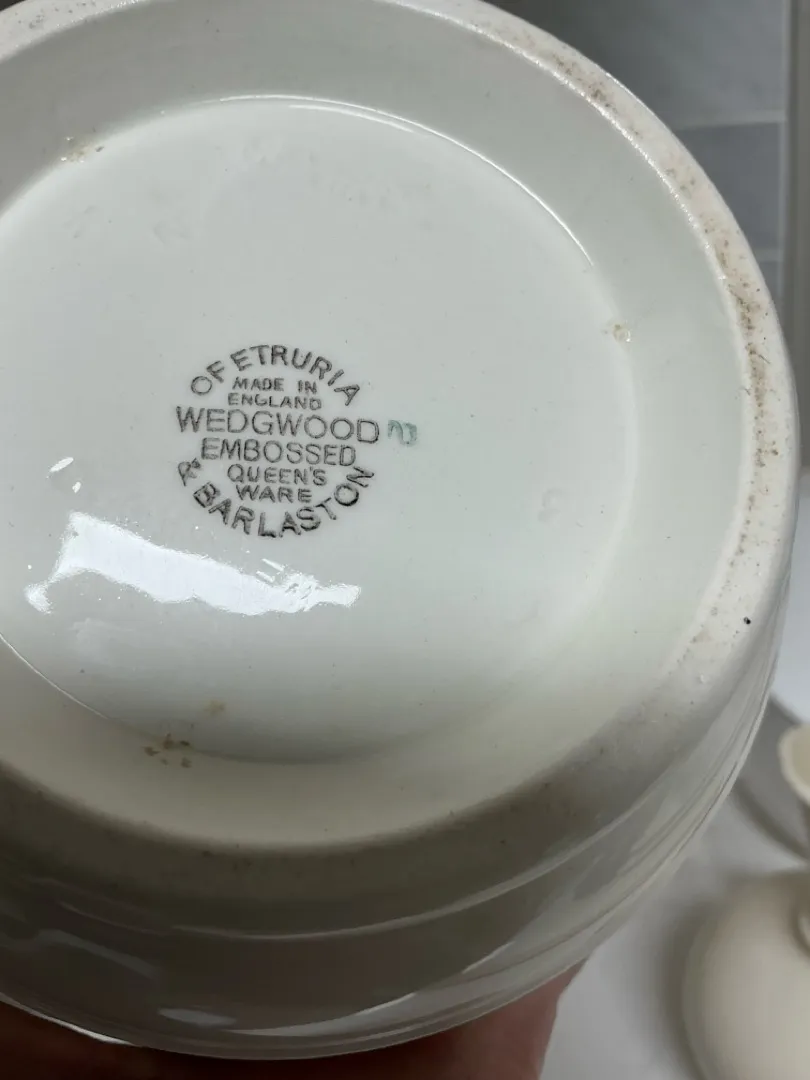 OF ETRURIA
MADE IN
ENGLAND
WEDGWOOD
EMBOSSED
QUEEN'S
WARE
& BARLASTON